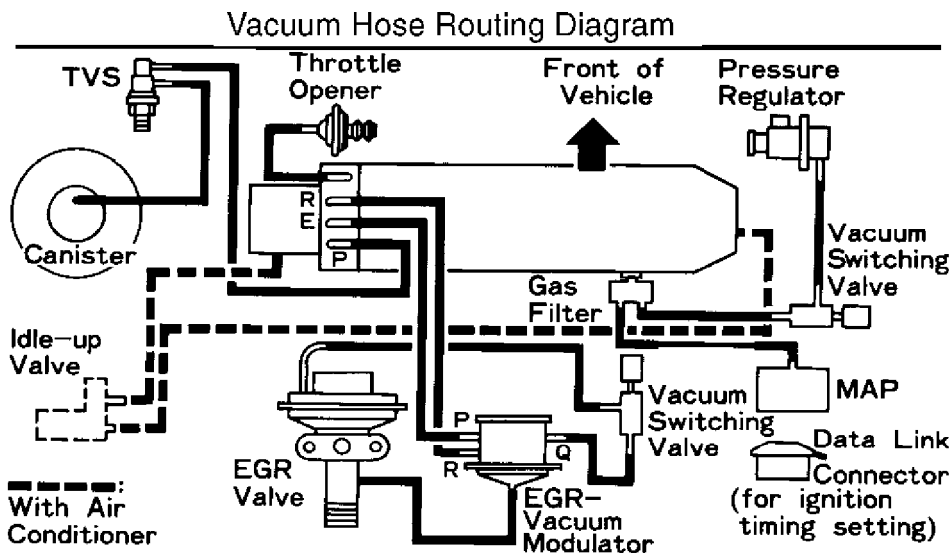 Vacuum Hose Routing Diagram
TVS
Throttle
Opener
Front of
Vehicle
Pressure
Regulator
R
E
P
Canister
Gas
Filter
Vacuum
Switching
Valve
Idle-up
Valve
MAP
P
Q
R
Vacuum
Switching
Valve
EGR
Valve
EGR-
Vacuum
Modulator
Data Link
Connector
(for ignition
timing setting)
:
With Air
Conditioner